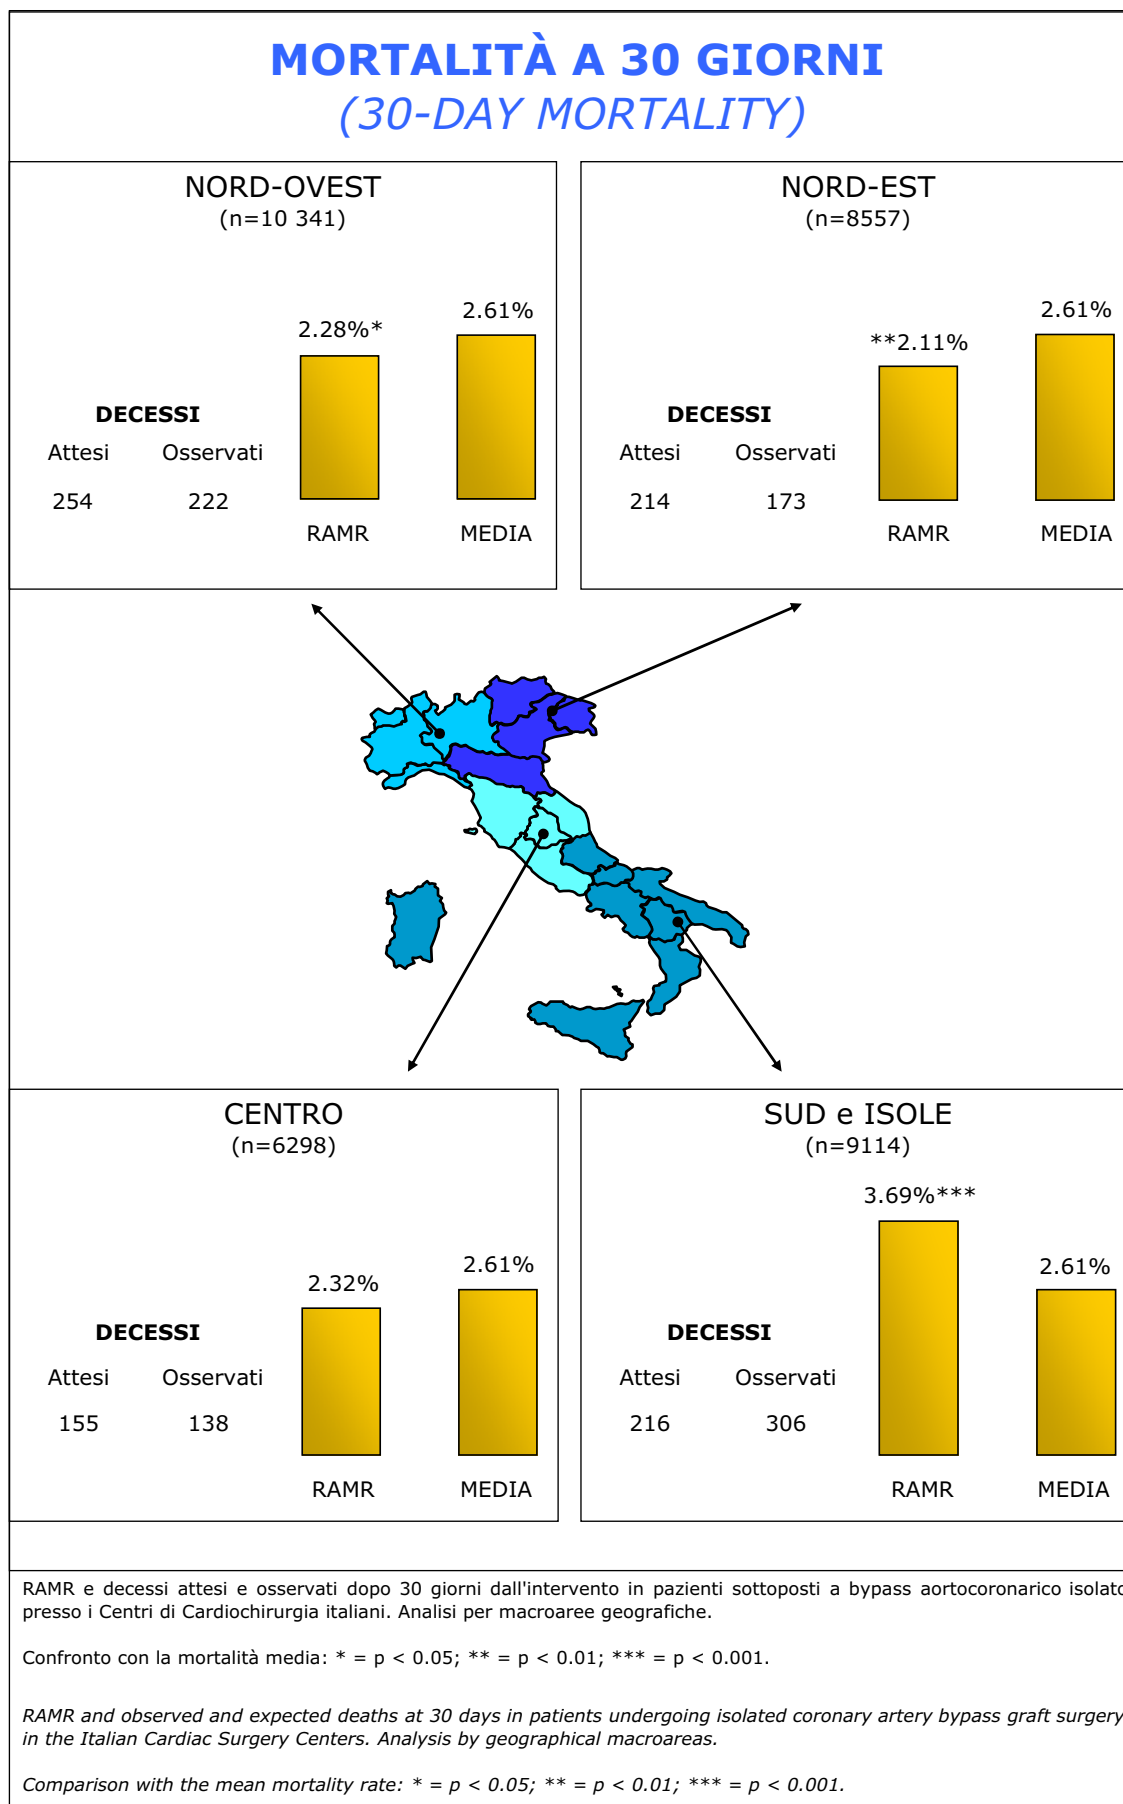 MORTALITÀ A 30 GIORNI
(30-DAY MORTALITY)
NORD-OVEST
(n=10 341)
2.28%*
2.61%
DECESSI
Attesi Osservati
254 222
RAMR MEDIA
NORD-EST
(n=8557)
**2.11%
2.61%
DECESSI
Attesi Osservati
214 173
RAMR MEDIA
CENTRO
(n=6298)
2.32%
2.61%
DECESSI
Attesi Osservati
155 138
RAMR MEDIA
SUD e ISOLE
(n=9114)
3.69%***
2.61%
DECESSI
Attesi Osservati
216 306
RAMR MEDIA
RAMR e decessi attesi e osservati dopo 30 giorni dall'intervento in pazienti sottoposti a bypass aortocoronarico isolato
presso i Centri di Cardiochirurgia italiani. Analisi per macroaree geografiche.
Confronto con la mortalità media: * = p < 0.05; ** = p < 0.01; *** = p < 0.001.
RAMR and observed and expected deaths at 30 days in patients undergoing isolated coronary artery bypass graft surgery
in the Italian Cardiac Surgery Centers. Analysis by geographical macroareas.
Comparison with the mean mortality rate: * = p < 0.05; ** = p < 0.01; *** = p < 0.001.